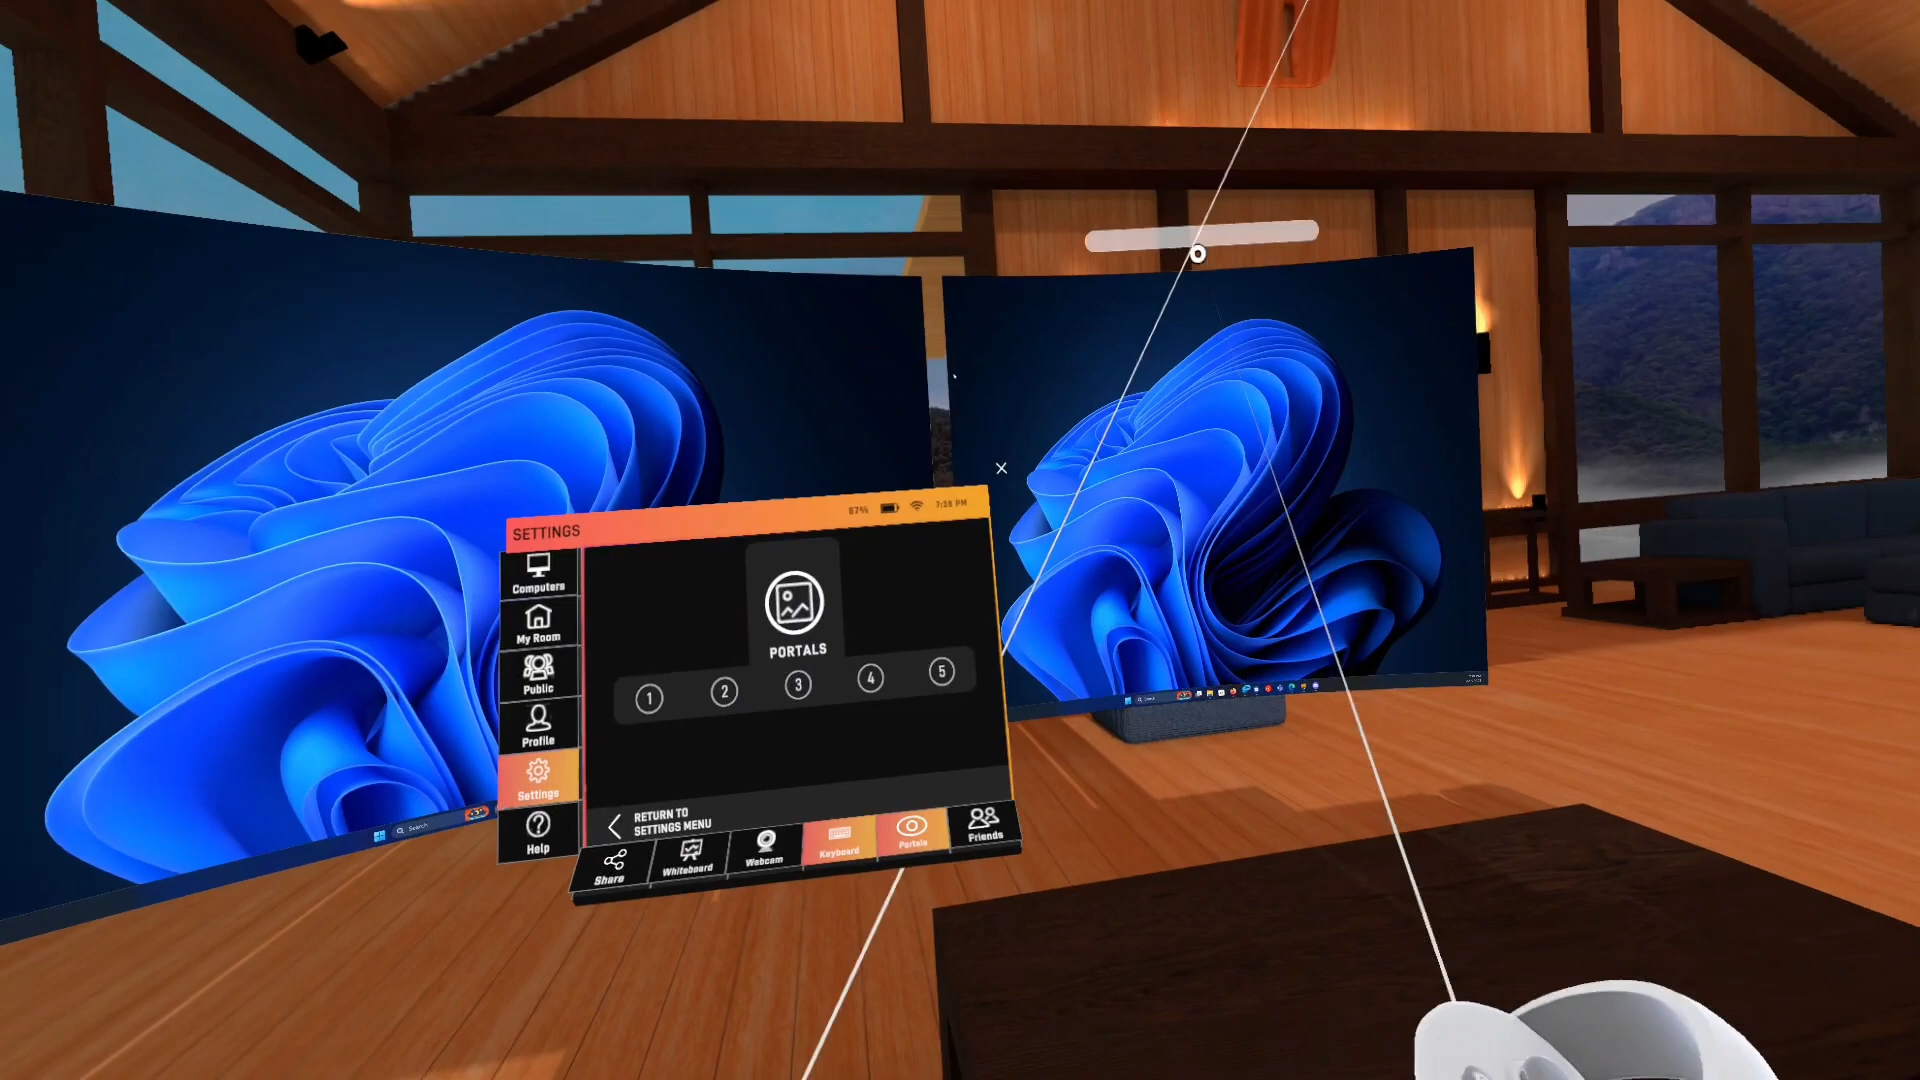 SETTINGS
87% 7:38 PM
Computers
My Room
Public
Profile
Settings
Help
PORTALS
1 2 3 4 5
RETURN TO
SETTINGS MENU
Share Whiteboard Webcam Keyboard Portals Friends
Search
Search